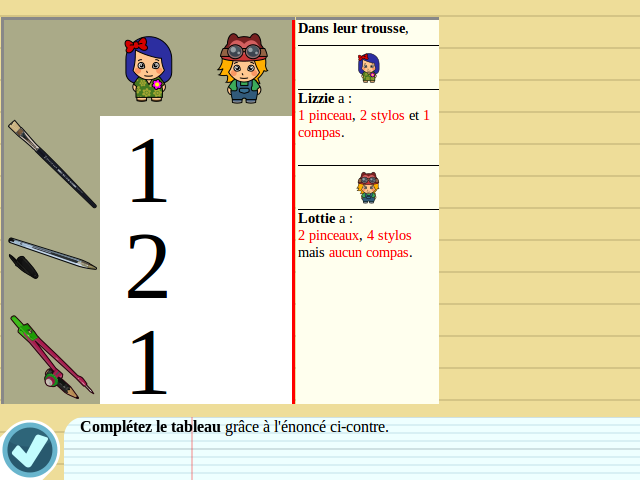 1
2
1
Dans leur trousse,
Lizzie a :
1 pinceau, 2 stylos et 1
compas.
Lottie a :
2 pinceaux, 4 stylos
mais aucun compas.
Complétez le tableau grâce à l'énoncé ci-contre.